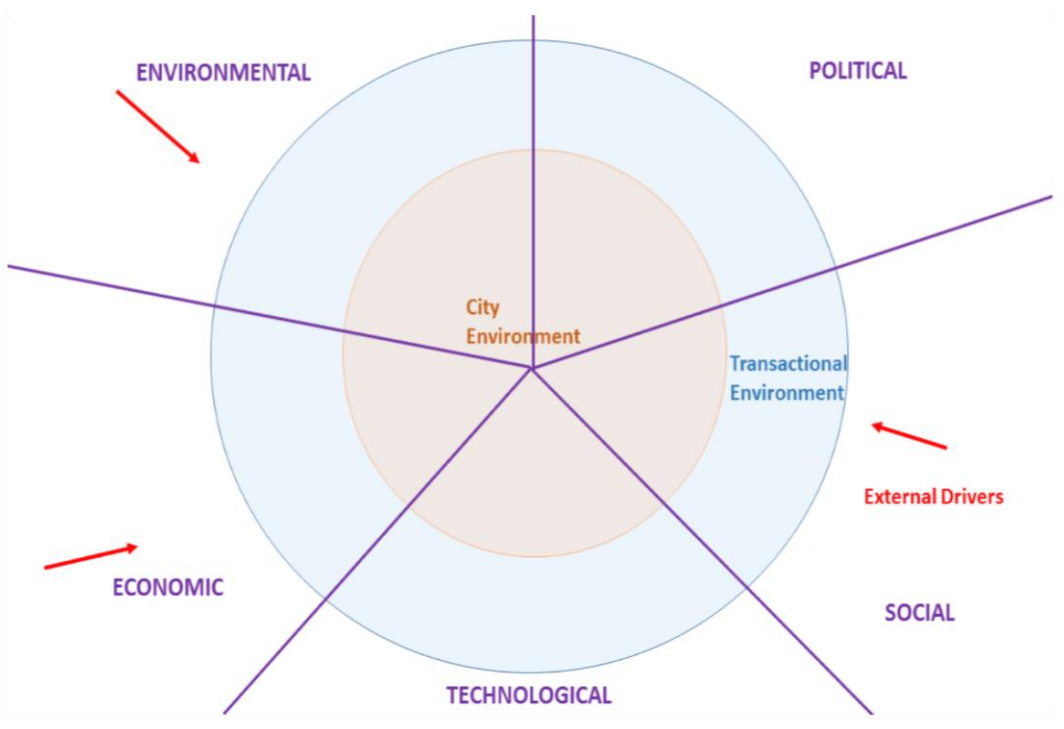 ENVIRONMENTAL
POLITICAL
City
Environment
Transactional
Environment
External Drivers
ECONOMIC
SOCIAL
TECHNOLOGICAL